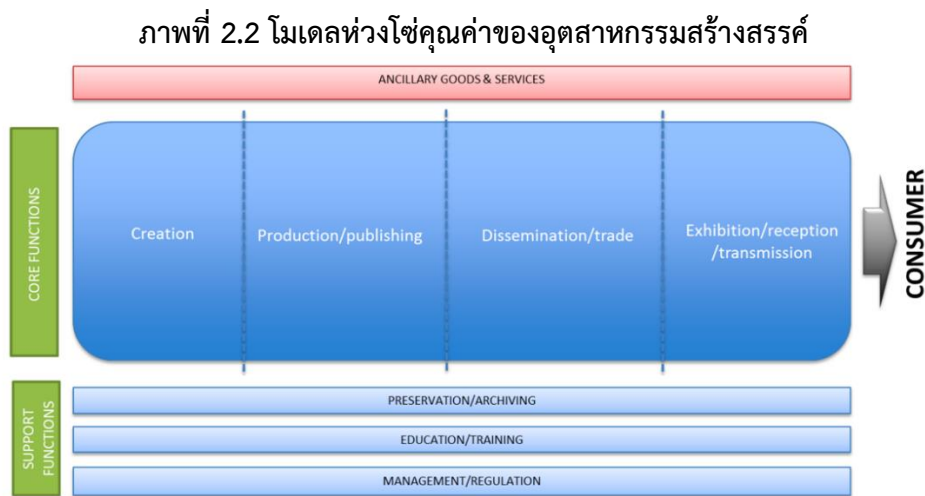 ภาพที่ 2.2 โมเดลห่วงโซ่คุณค่าของอุตสาหกรรมสร้างสรรค์
ANCILLARY GOODS & SERVICES
CORE FUNCTIONS
Creation
Production/publishing
Dissemination/trade
Exhibition/reception
/transmission
CONSUMER
SUPPORT
FUNCTIONS
PRESERVATION/ARCHIVING
EDUCATION/TRAINING
MANAGEMENT/REGULATION